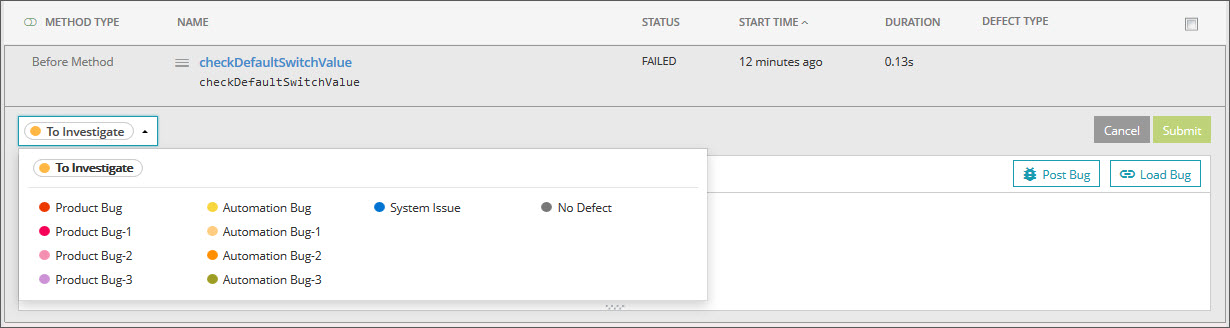 METHOD TYPE NAME STATUS START TIME DURATION DEFECT TYPE
Before Method checkDefaultSwitchValue FAILED 12 minutes ago 0.13s
checkDefaultSwitchValue
To Investigate Cancel Submit
To Investigate Post Bug Load Bug
Product Bug Automation Bug System Issue No Defect
Product Bug-1 Automation Bug-1
Product Bug-2 Automation Bug-2
Product Bug-3 Automation Bug-3